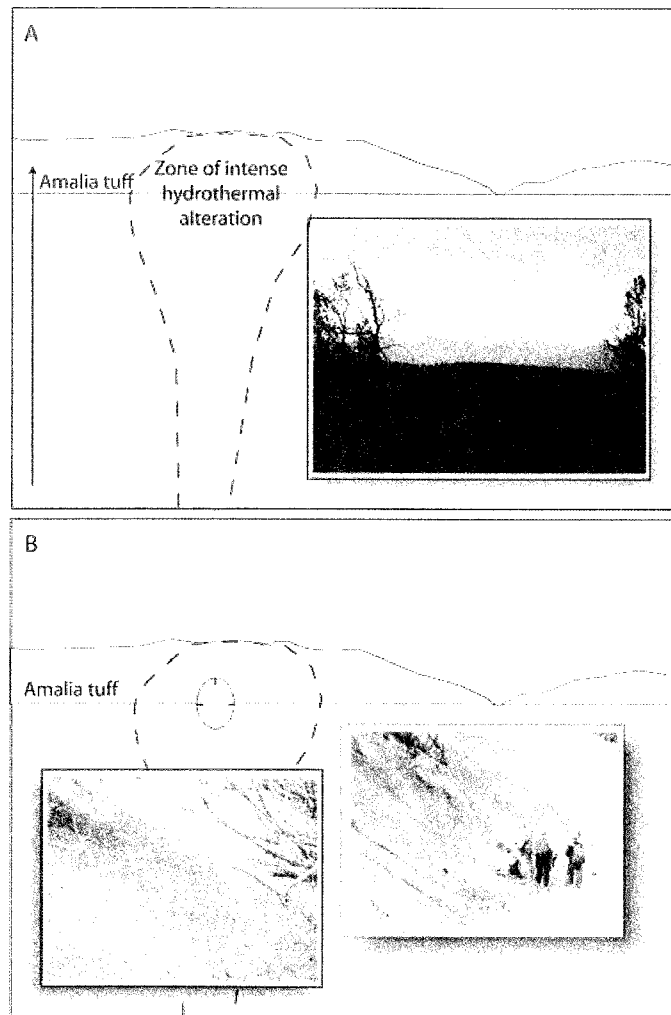 A
Amalia tuff
Zone of intense
hydrothermal
alteration
B
Amalia tuff